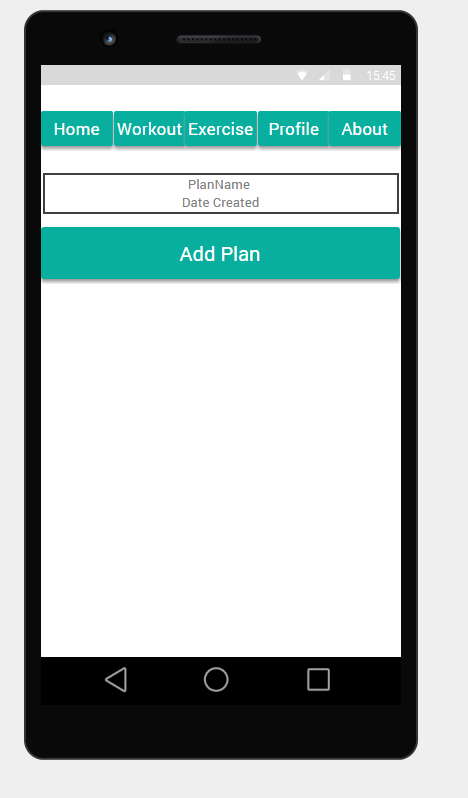 15:45
Home Workout Exercise Profile About
PlanName
Date Created
Add Plan